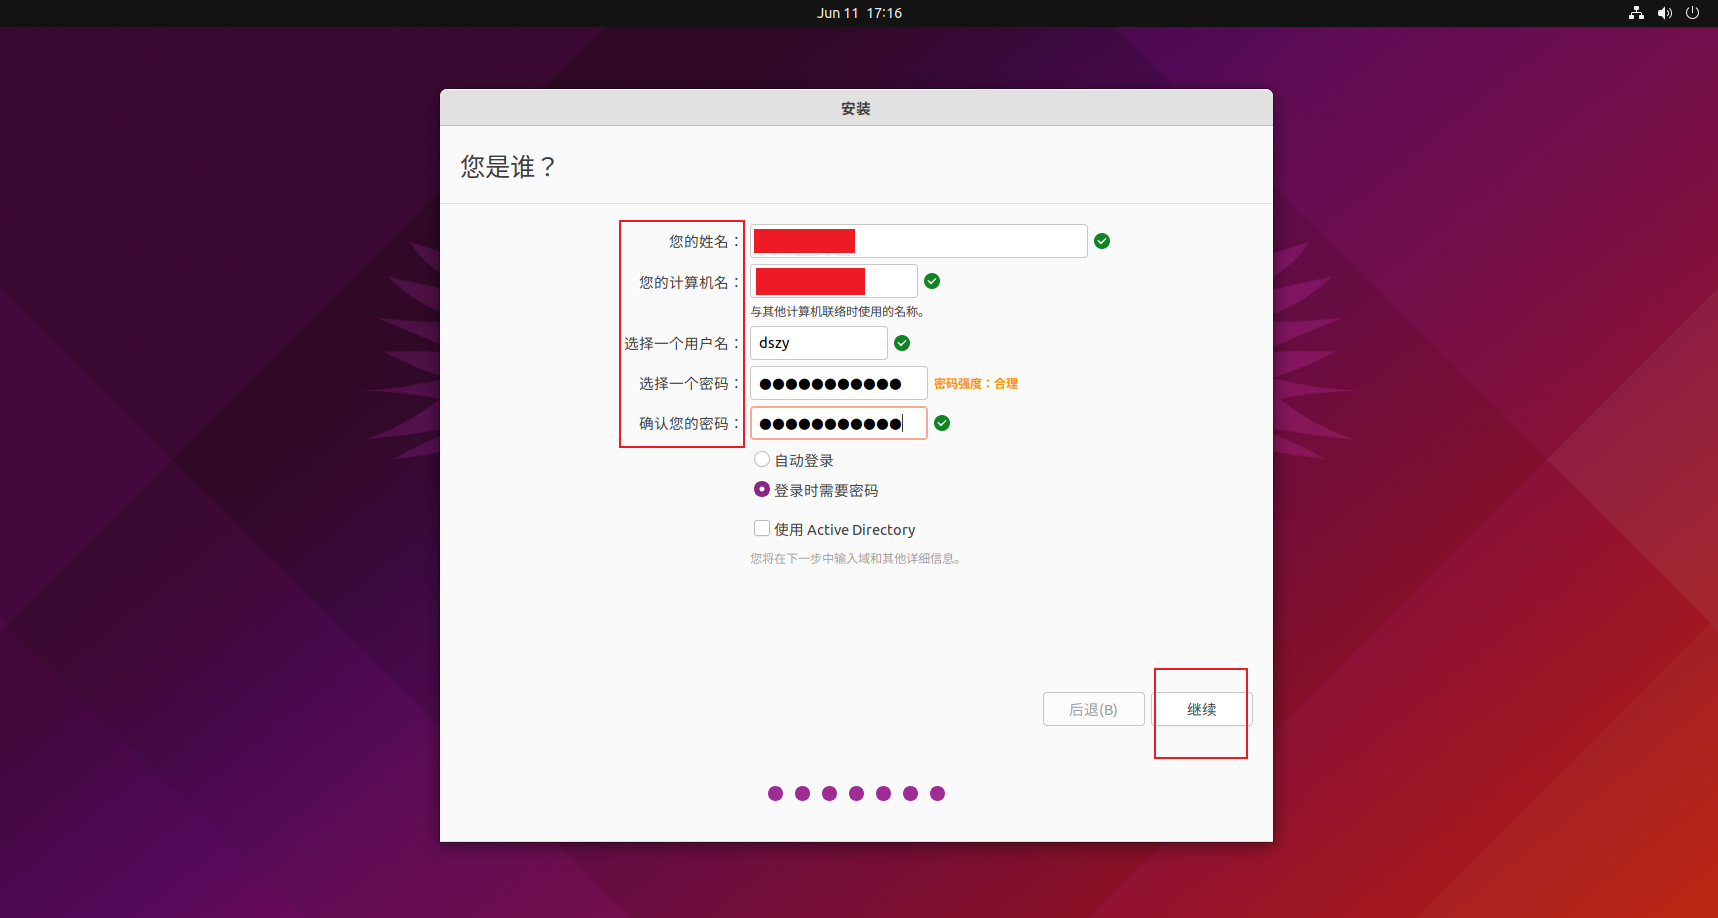 Jun 11 17:16
安装
您是谁？
您的姓名：
您的计算机名：
与其他计算机联络时使用的名称。
选择一个用户名： dszy
选择一个密码： ●●●●●●●●●●● 密码强度：合理
确认您的密码： ●●●●●●●●●●●
自动登录
登录时需要密码
使用 Active Directory
您将在下一步中输入域和其他详细信息。
后退(B) 继续